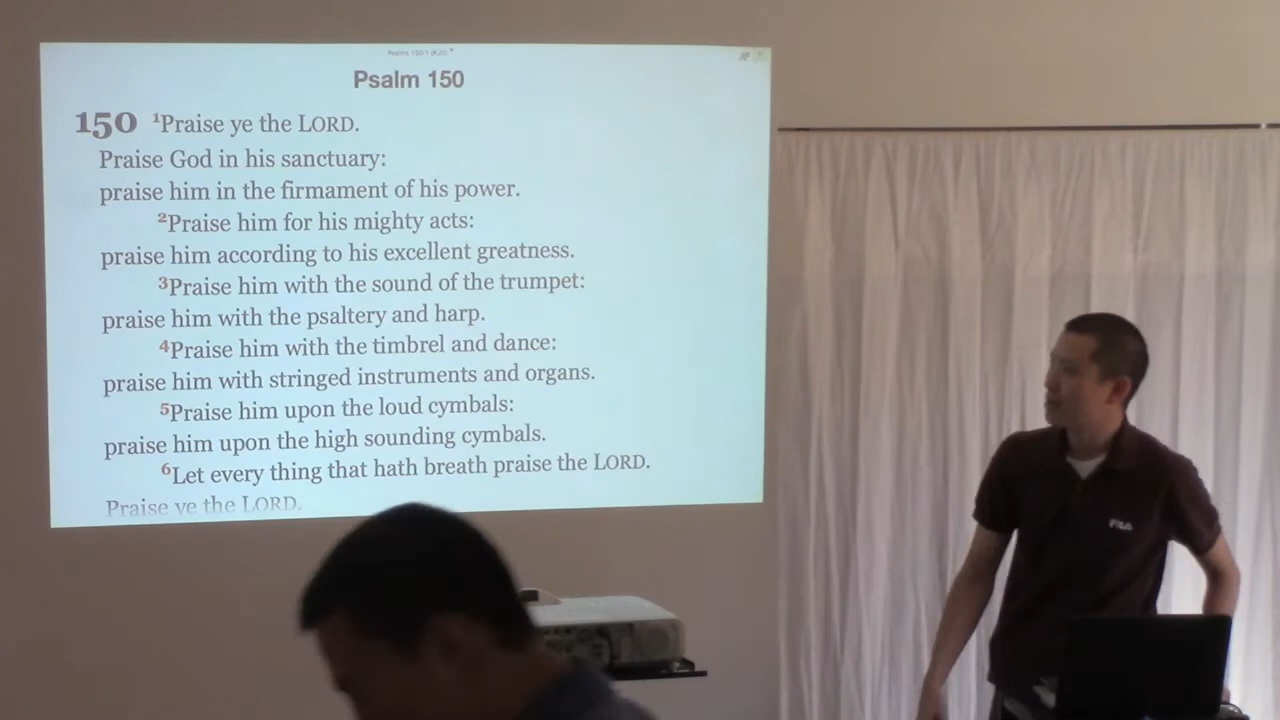 Psalms 150:1 (KJV)
Psalm 150
150 ¹Praise ye the LORD.
Praise God in his sanctuary:
praise him in the firmament of his power.
²Praise him for his mighty acts:
praise him according to his excellent greatness.
³Praise him with the sound of the trumpet:
praise him with the psaltery and harp.
⁴Praise him with the timbrel and dance:
praise him with stringed instruments and organs.
⁵Praise him upon the loud cymbals:
praise him upon the high sounding cymbals.
⁶Let every thing that hath breath praise the LORD.
Praise ye the LORD.
FILA